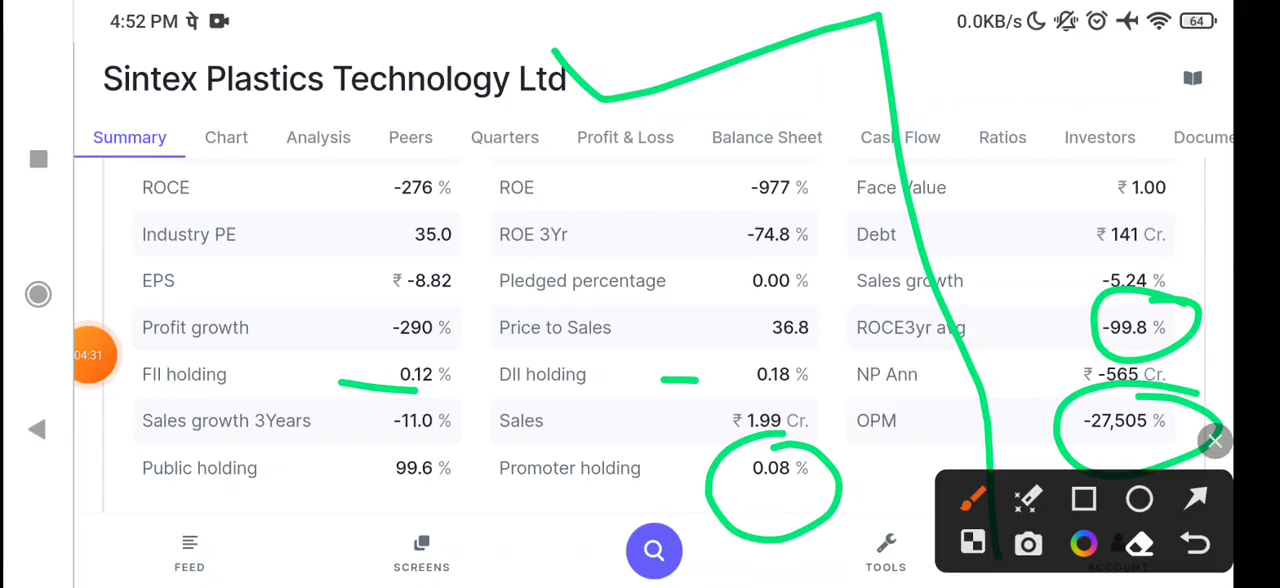 4:52 PM पे 0.0KB/s 64
Sintex Plastics Technology Ltd
Summary Chart Analysis Peers Quarters Profit & Loss Balance Sheet Cash Flow Ratios Investors Docume
ROCE -276 % ROE -977 % Face Value ₹ 1.00
Industry PE 35.0 ROE 3Yr -74.8 % Debt ₹ 141 Cr.
EPS ₹ -8.82 Pledged percentage 0.00 % Sales growth -5.24 %
Profit growth -290 % Price to Sales 36.8 ROCE3yr avg -99.8 %
04:31
FII holding 0.12 % DII holding 0.18 % NP Ann ₹ -565 Cr.
Sales growth 3Years -11.0 % Sales ₹ 1.99 Cr. OPM -27,505 %
Public holding 99.6 % Promoter holding 0.08 %
FEED SCREENS TOOLS ACCOUNT